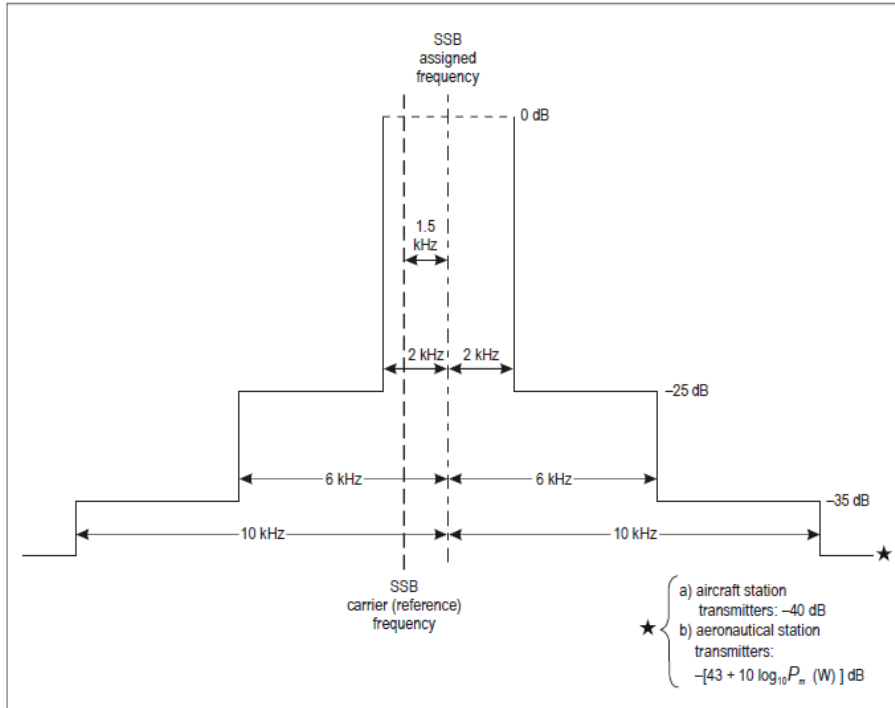 SSB
assigned
frequency
0 dB
1.5
kHz
2 kHz
2 kHz
–25 dB
6 kHz
6 kHz
–35 dB
10 kHz
10 kHz
SSB
carrier (reference)
frequency
★
★
a) aircraft station
transmitters: –40 dB
b) aeronautical station
transmitters:
–[43 + 10 log₁₀Pₘ (W) ] dB